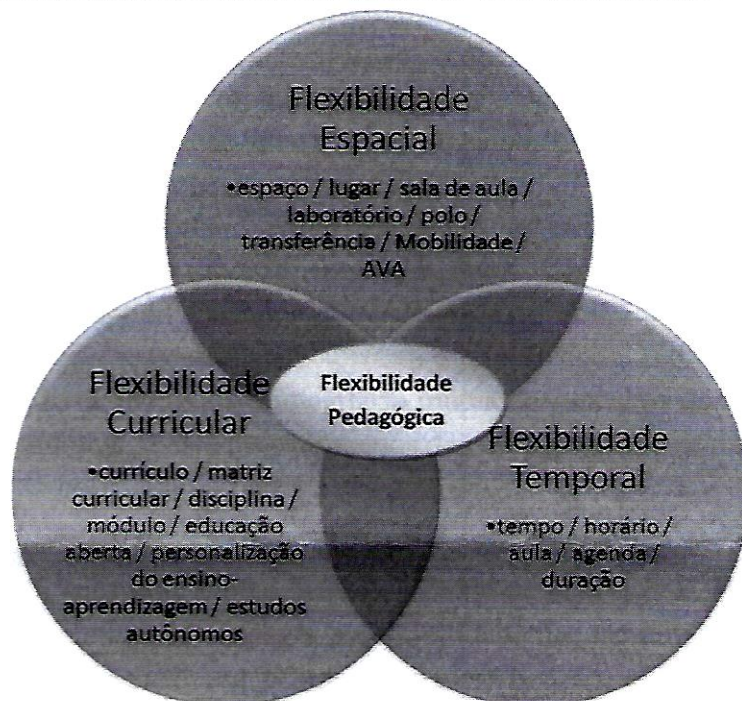 Flexibilidade
Espacial
•espaço / lugar / sala de aula /
laboratório / polo /
transferência / Mobilidade /
AVA
Flexibilidade
Pedagógica
Flexibilidade
Curricular
•currículo / matriz
curricular / disciplina /
módulo / educação
aberta / personalização
do ensino-
aprendizagem / estudos
autônomos
Flexibilidade
Temporal
•tempo / horário /
aula / agenda /
duração